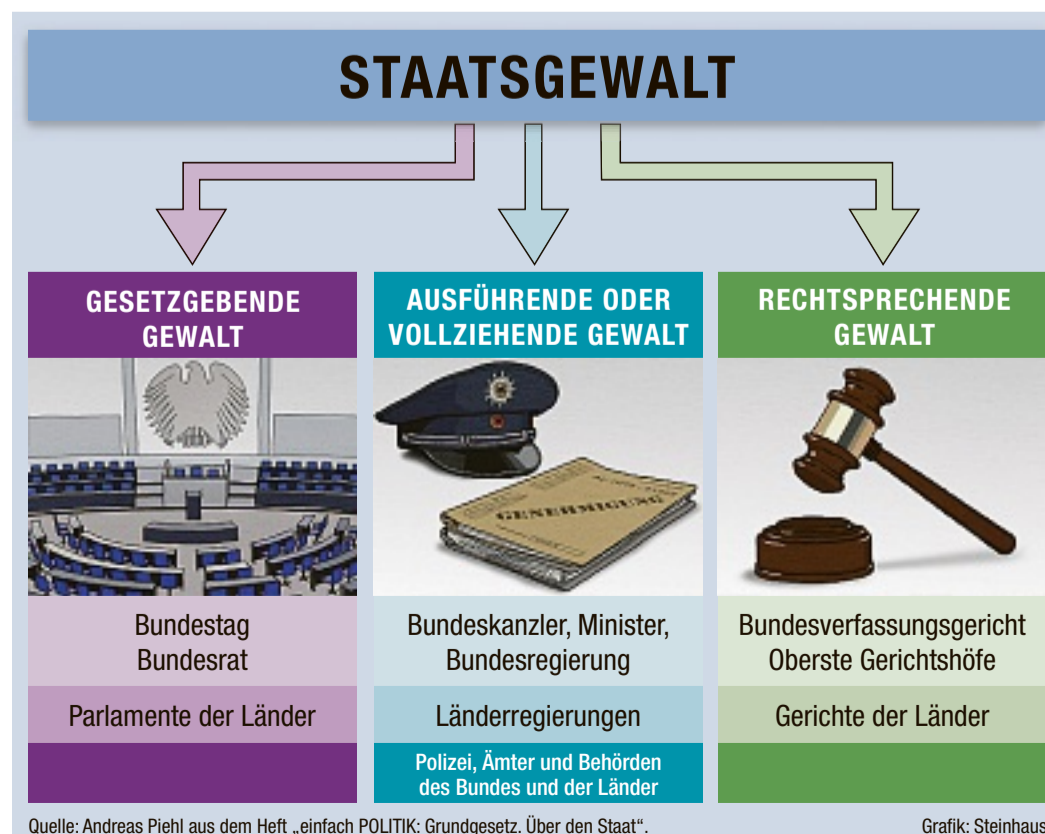 STAATSGEWALT
GESETZGEBENDE
GEWALT
Bundestag
Bundesrat
Parlamente der Länder
AUSFÜHRENDE ODER
VOLLZIEHENDE GEWALT
GENEHMIGUNG
Bundeskanzler, Minister,
Bundesregierung
Länderregierungen
Polizei, Ämter und Behörden
des Bundes und der Länder
RECHTSPRECHENDE
GEWALT
Bundesverfassungsgericht
Oberste Gerichtshöfe
Gerichte der Länder
Quelle: Andreas Piehl aus dem Heft „einfach POLITIK: Grundgesetz. Über den Staat“.
Grafik: Steinhaus